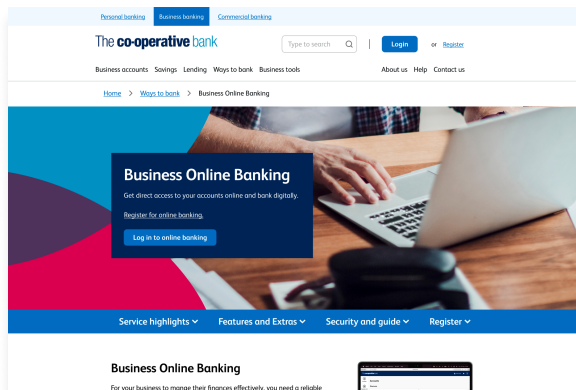 Personal banking Business banking Commercial banking
The co-operative bank Type to search Login or Register
Business accounts Savings Lending Ways to bank Business tools About us Help Contact us
Home > Ways to bank > Business Online Banking
Business Online Banking
Get direct access to your accounts online and bank digitally.
Register for online banking.
Log in to online banking
Service highlights Features and Extras Security and guide Register
Business Online Banking
For your business to manage their finances effectively, you need a reliable